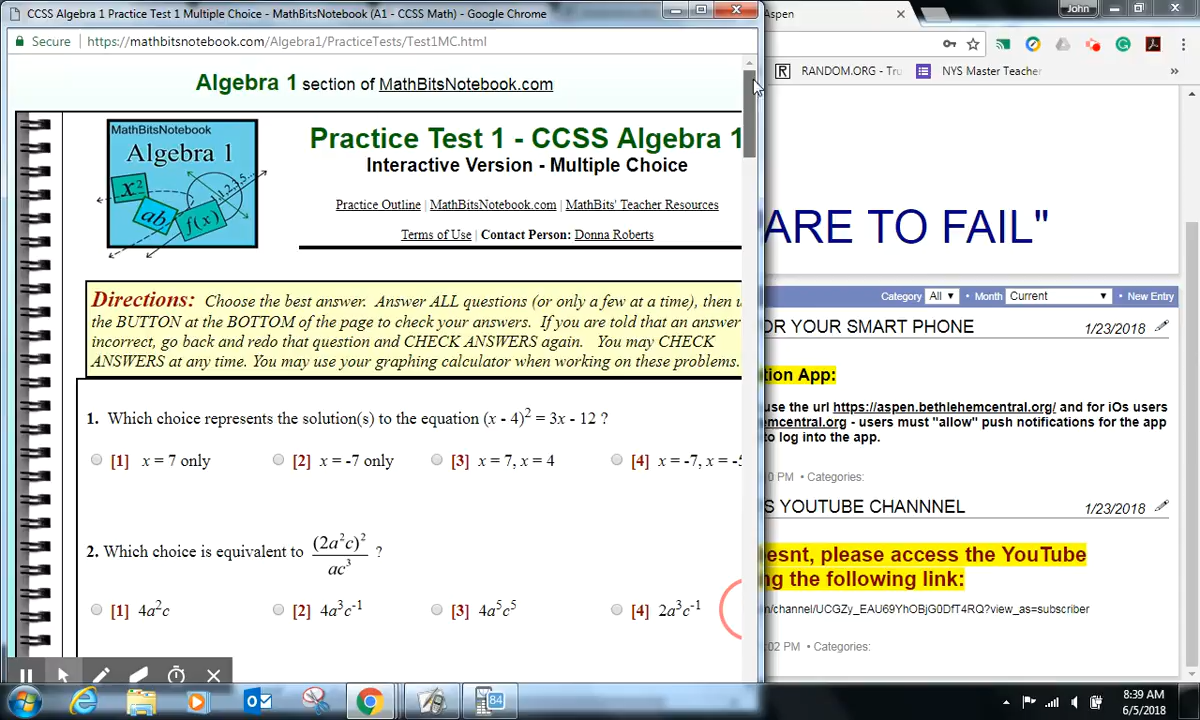 CCSS Algebra 1 Practice Test 1 Multiple Choice - MathBitsNotebook (A1 - CCSS Math) - Google Chrome
Secure | https://mathbitsnotebook.com/Algebra1/PracticeTests/Test1MC.html
Algebra 1 section of MathBitsNotebook.com
MathBitsNotebook
Algebra 1
x²
ab
f(x)
Practice Test 1 - CCSS Algebra 1
Interactive Version - Multiple Choice
Practice Outline | MathBitsNotebook.com | MathBits' Teacher Resources
Terms of Use | Contact Person: Donna Roberts
Directions: Choose the best answer. Answer ALL questions (or only a few at a time), then u
the BUTTON at the BOTTOM of the page to check your answers. If you are told that an answer
incorrect, go back and redo that question and CHECK ANSWERS again. You may CHECK
ANSWERS at any time. You may use your graphing calculator when working on these problems.
1. Which choice represents the solution(s) to the equation (x - 4)² = 3x - 12 ?
[1] x = 7 only [2] x = -7 only [3] x = 7, x = 4 [4] x = -7, x = -
2. Which choice is equivalent to (2a²c)² / ac³ ?
[1] 4a²c [2] 4a³c⁻¹ [3] 4a⁵c⁵ [4] 2a³c⁻¹
Aspen
John
RANDOM.ORG - Tru
NYS Master Teacher
»
ARE TO FAIL"
Category All • Month Current • New Entry
OR YOUR SMART PHONE 1/23/2018
tion App:
use the url https://aspen.bethlehemcentral.org/ and for iOs users
emcentral.org - users must "allow" push notifications for the app
to log into the app.
0 PM • Categories:
S YOUTUBE CHANNNEL 1/23/2018
esnt, please access the YouTube
ng the following link:
m/channel/UCGZy_EAU69YhOBjG0DfT4RQ?view_as=subscriber
:02 PM • Categories:
84
8:39 AM
6/5/2018